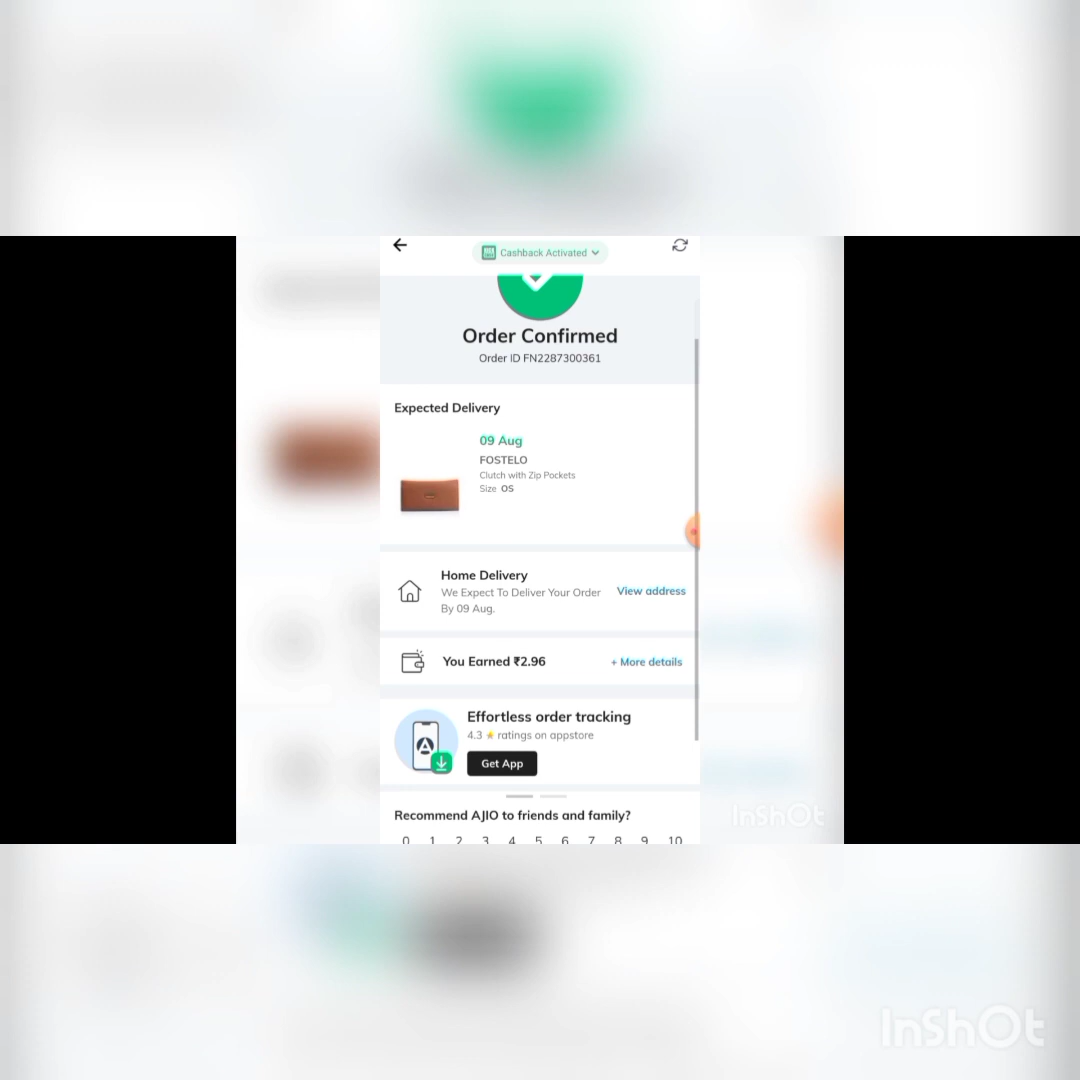 Cashback Activated
Order Confirmed
Order ID FN2287300361
Expected Delivery
09 Aug
FOSTELO
Clutch with Zip Pockets
Size OS
Home Delivery
We Expect To Deliver Your Order
By 09 Aug.
View address
You Earned ₹2.96
+ More details
Effortless order tracking
4.3 ★ ratings on appstore
Get App
Recommend AJIO to friends and family?
0 1 2 3 4 5 6 7 8 9 10
InShOt
InShOt